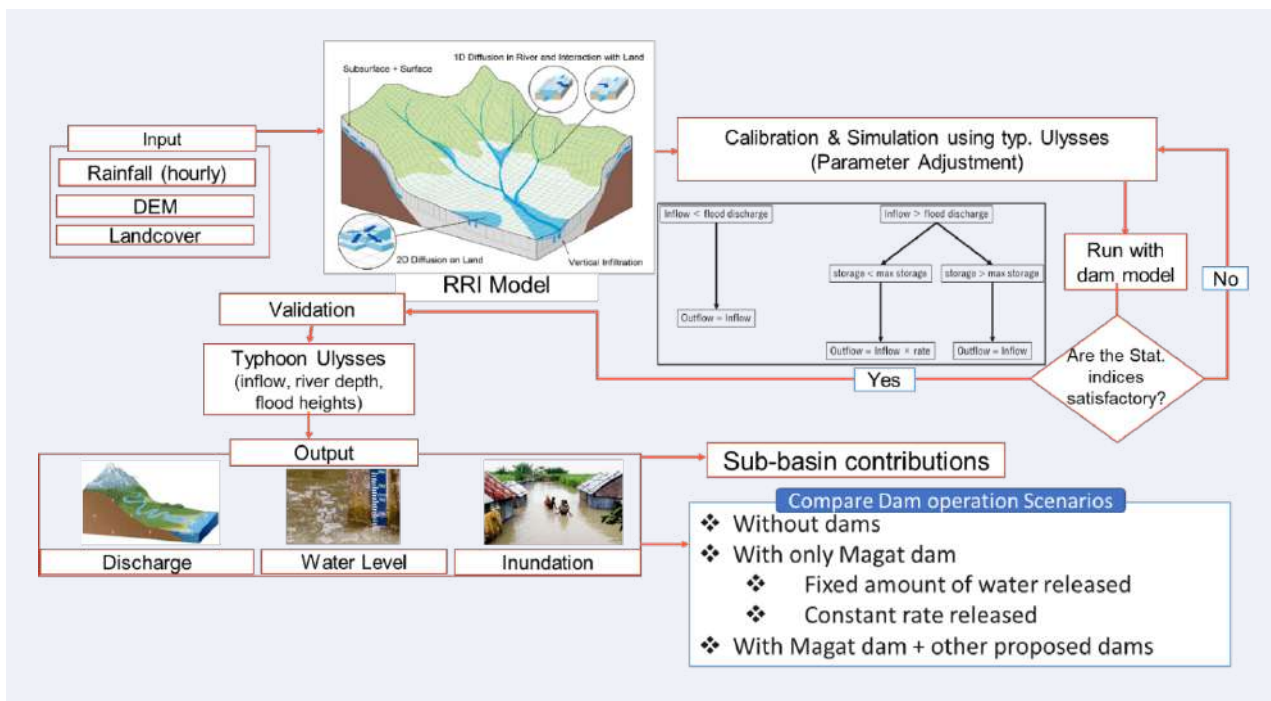 Input
Rainfall (hourly)
DEM
Landcover
Subsurface + Surface
1D Diffusion in River and Interaction with Land
2D Diffusion on Land
Vertical Infiltration
RRI Model
Calibration & Simulation using typ. Ulysses
(Parameter Adjustment)
Inflow < flood discharge
Outflow = Inflow
Inflow > flood discharge
storage < max storage
storage > max storage
Outflow = Inflow * rate
Outflow = Inflow
Run with
dam model
No
Are the Stat.
indices
satisfactory?
Yes
Validation
Typhoon Ulysses
(inflow, river depth,
flood heights)
Output
Discharge
Water Level
Inundation
Sub-basin contributions
Compare Dam operation Scenarios
❖ Without dams
❖ With only Magat dam
❖ Fixed amount of water released
❖ Constant rate released
❖ With Magat dam + other proposed dams